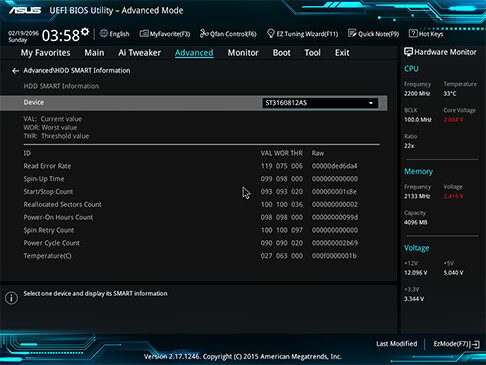 ASUS UEFI BIOS Utility – Advanced Mode
02/19/2096 Sunday 03:58 English MyFavorite(F3) Qfan Control(F6) EZ Tuning Wizard(F11) Quick Note(F9) Hot Keys
My Favorites Main Ai Tweaker Advanced Monitor Boot Tool Exit
Hardware Monitor
Advanced\HDD SMART Information
HDD SMART Information
Device ST3160812AS
VAL: Current value
WOR: Worst value
THR: Threshold value
ID VAL WOR THR Raw
Read Error Rate 119 075 006 00000ded6da4
Spin-Up Time 099 098 000 000000000000
Start/Stop Count 093 093 020 000000001c8e
Reallocated Sectors Count 100 100 036 000000000002
Power-On Hours Count 098 098 000 00000000099d
Spin Retry Count 100 100 097 000000000000
Power Cycle Count 090 090 020 000000002b69
Temperature(C) 027 063 000 000f0000001b
CPU
Frequency Temperature
2200 MHz 33°C
BCLK Core Voltage
100.0 MHz 2.064 V
Ratio
22x
Memory
Frequency Voltage
2133 MHz 2.416 V
Capacity
4096 MB
Voltage
+12V +5V
12.096 V 5.040 V
+3.3V
3.344 V
Select one device and display its SMART information
Last Modified EzMode(F7)
Version 2.17.1246. Copyright (C) 2015 American Megatrends, Inc.